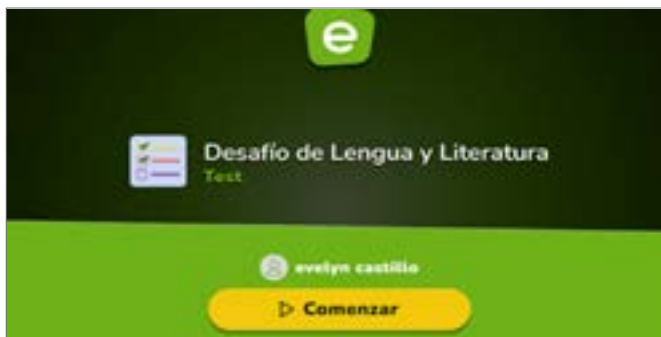 e
Desafío de Lengua y Literatura
Test
evelyn castillo
Comenzar